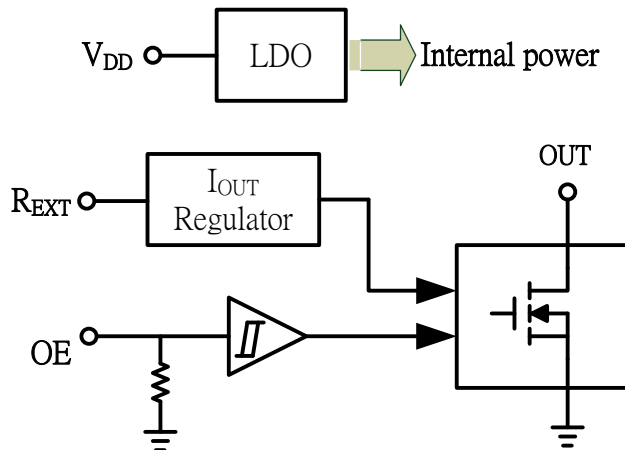 VDD
LDO
Internal power
OUT
REXT
IOUT
Regulator
OE